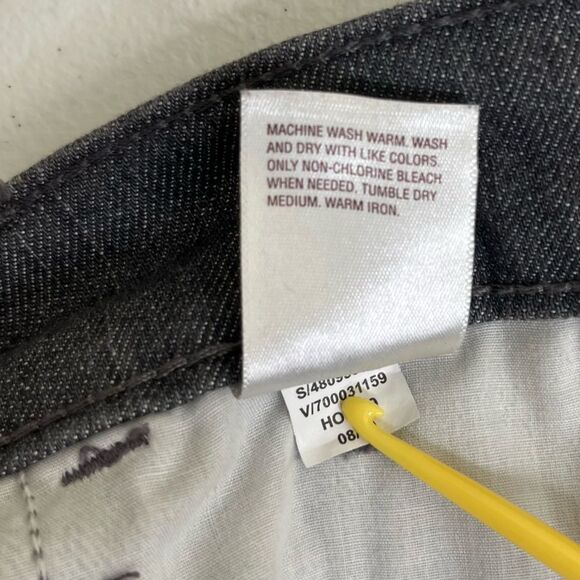 MACHINE WASH WARM. WASH
AND DRY WITH LIKE COLORS.
ONLY NON-CHLORINE BLEACH
WHEN NEEDED. TUMBLE DRY
MEDIUM. WARM IRON.
V/700031159